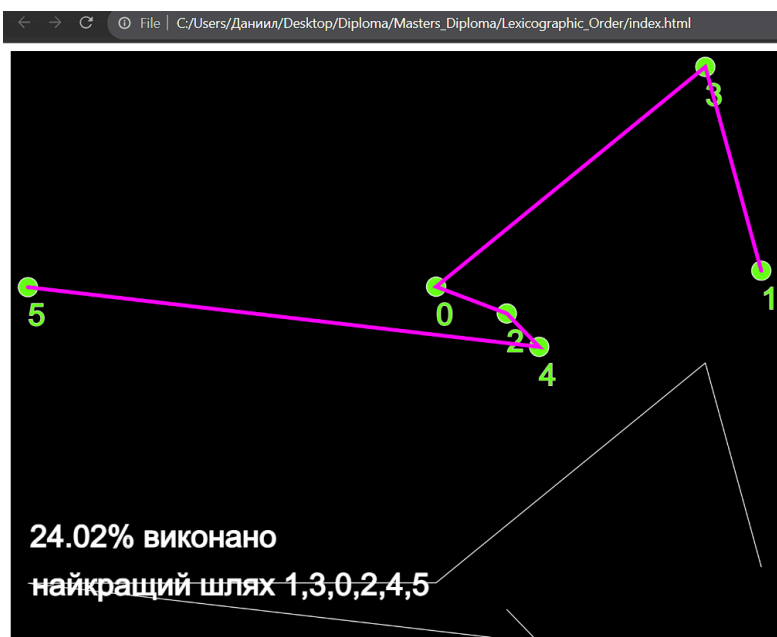 File C:/Users/Даниил/Desktop/Diploma/Masters_Diploma/Lexicographic_Order/index.html
3
5
0
1
2
4
24.02% виконано
найкращий шлях 1,3,0,2,4,5